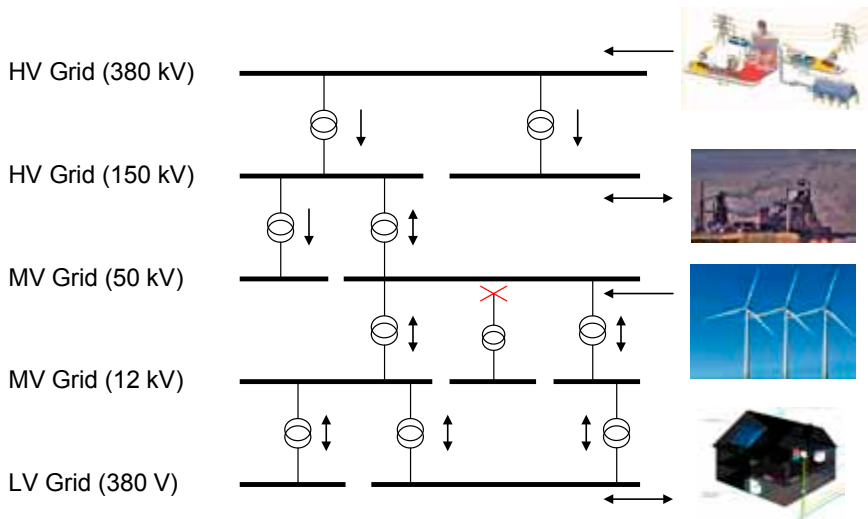 HV Grid (380 kV)
HV Grid (150 kV)
MV Grid (50 kV)
MV Grid (12 kV)
LV Grid (380 V)